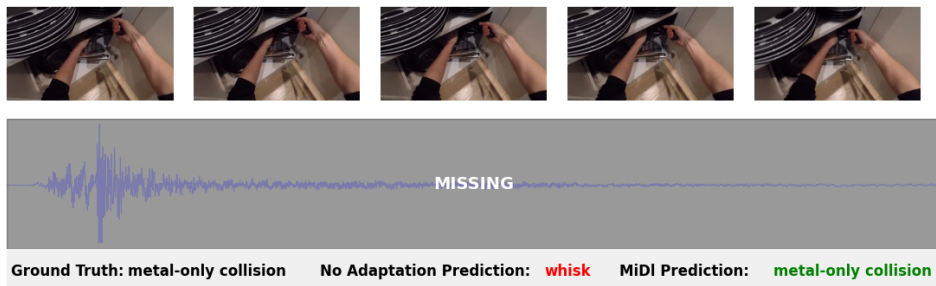 MISSING
Ground Truth: metal-only collision No Adaptation Prediction: whisk MiDl Prediction: metal-only collision